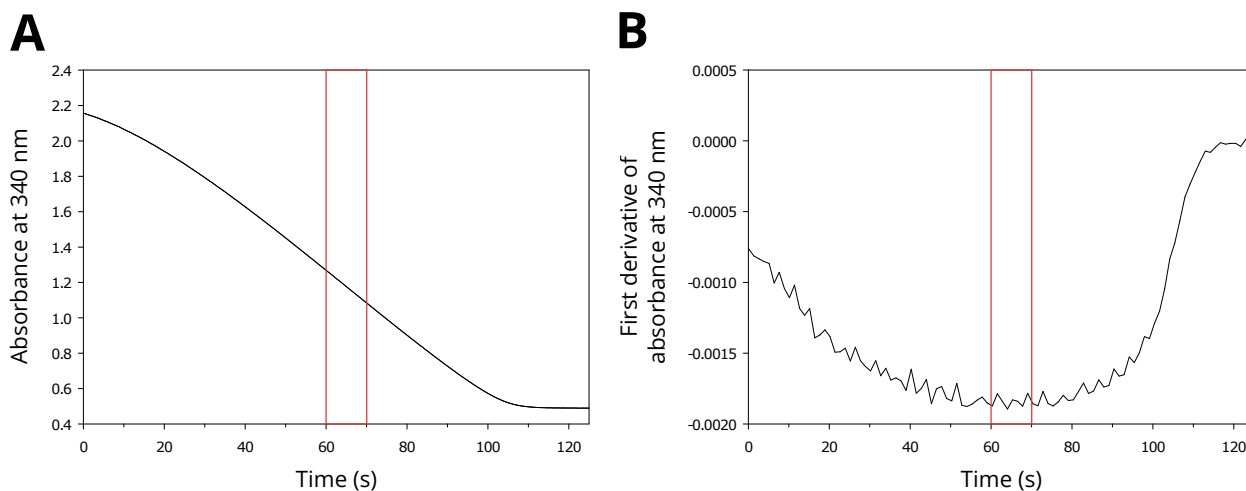 A
B
2.4
2.2
2.0
1.8
1.6
1.4
1.2
1.0
0.8
0.6
0.4
Absorbance at 340 nm
0 20 40 60 80 100 120
Time (s)
0.0005
0.0000
-0.0005
-0.0010
-0.0015
-0.0020
First derivative of
absorbance at 340 nm
0 20 40 60 80 100 120
Time (s)